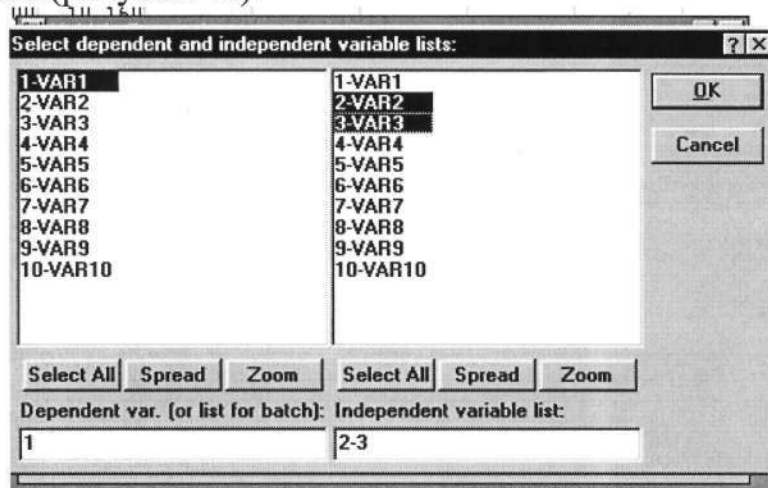 Select dependent and independent variable lists: ? ×
1-VAR1
2-VAR2
3-VAR3
4-VAR4
5-VAR5
6-VAR6
7-VAR7
8-VAR8
9-VAR9
10-VAR10
1-VAR1
2-VAR2
3-VAR3
4-VAR4
5-VAR5
6-VAR6
7-VAR7
8-VAR8
9-VAR9
10-VAR10
OK
Cancel
Select All Spread Zoom
Select All Spread Zoom
Dependent var. (or list for batch): Independent variable list:
1
2-3